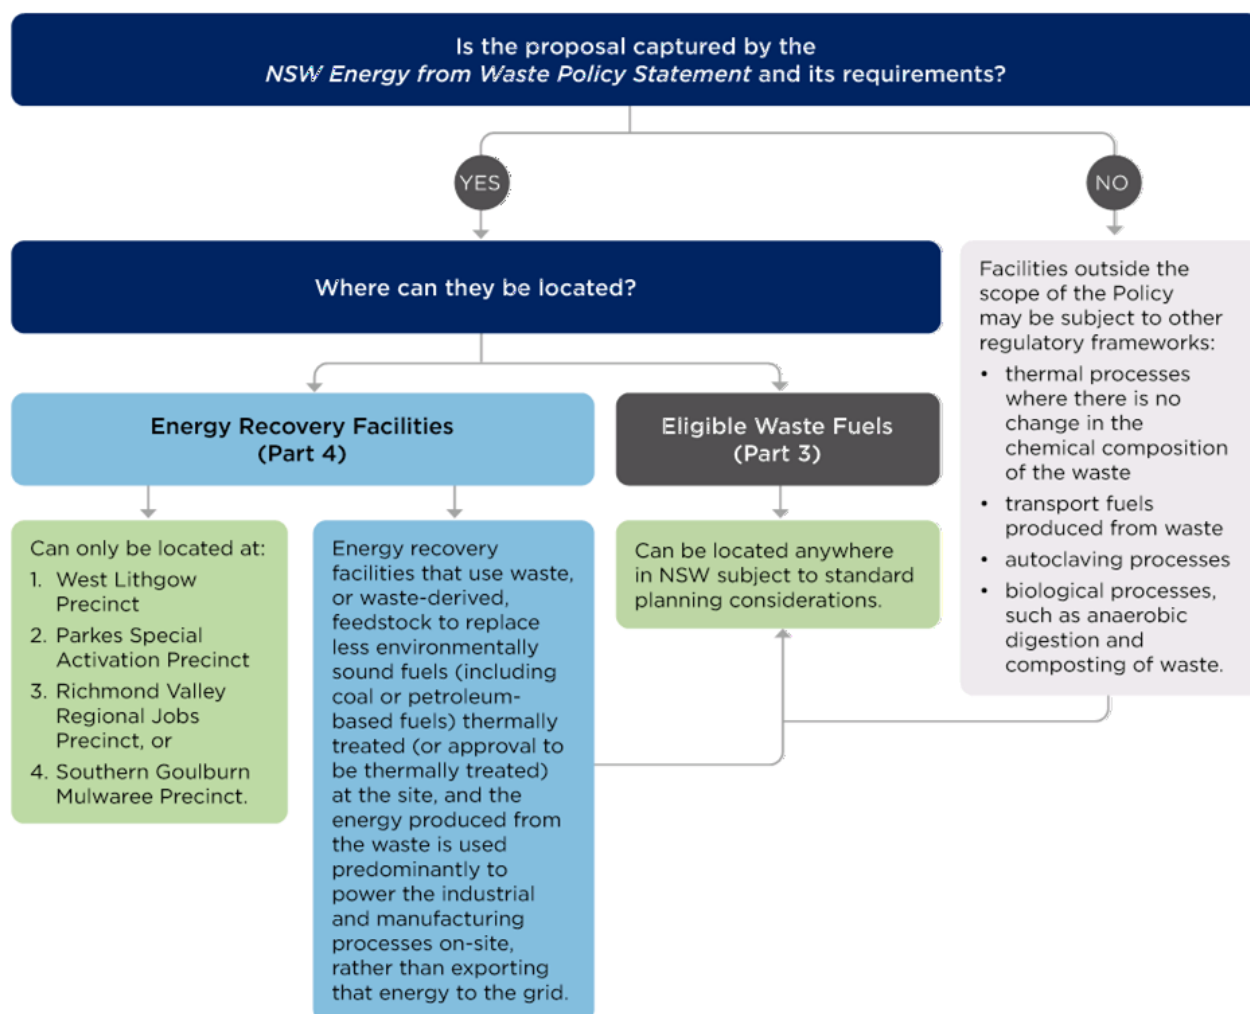 Is the proposal captured by the
NSW Energy from Waste Policy Statement and its requirements?
YES
NO
Where can they be located?
Energy Recovery Facilities
(Part 4)
Eligible Waste Fuels
(Part 3)
Can only be located at:
1. West Lithgow
Precinct
2. Parkes Special
Activation Precinct
3. Richmond Valley
Regional Jobs
Precinct, or
4. Southern Goulburn
Mulwaree Precinct.
Energy recovery
facilities that use waste,
or waste-derived,
feedstock to replace
less environmentally
sound fuels (including
coal or petroleum-
based fuels) thermally
treated (or approval to
be thermally treated)
at the site, and the
energy produced from
the waste is used
predominantly to
power the industrial
and manufacturing
processes on-site,
rather than exporting
that energy to the grid.
Can be located anywhere
in NSW subject to standard
planning considerations.
Facilities outside the
scope of the Policy
may be subject to other
regulatory frameworks:
• thermal processes
where there is no
change in the
chemical composition
of the waste
• transport fuels
produced from waste
• autoclaving processes
• biological processes,
such as anaerobic
digestion and
composting of waste.